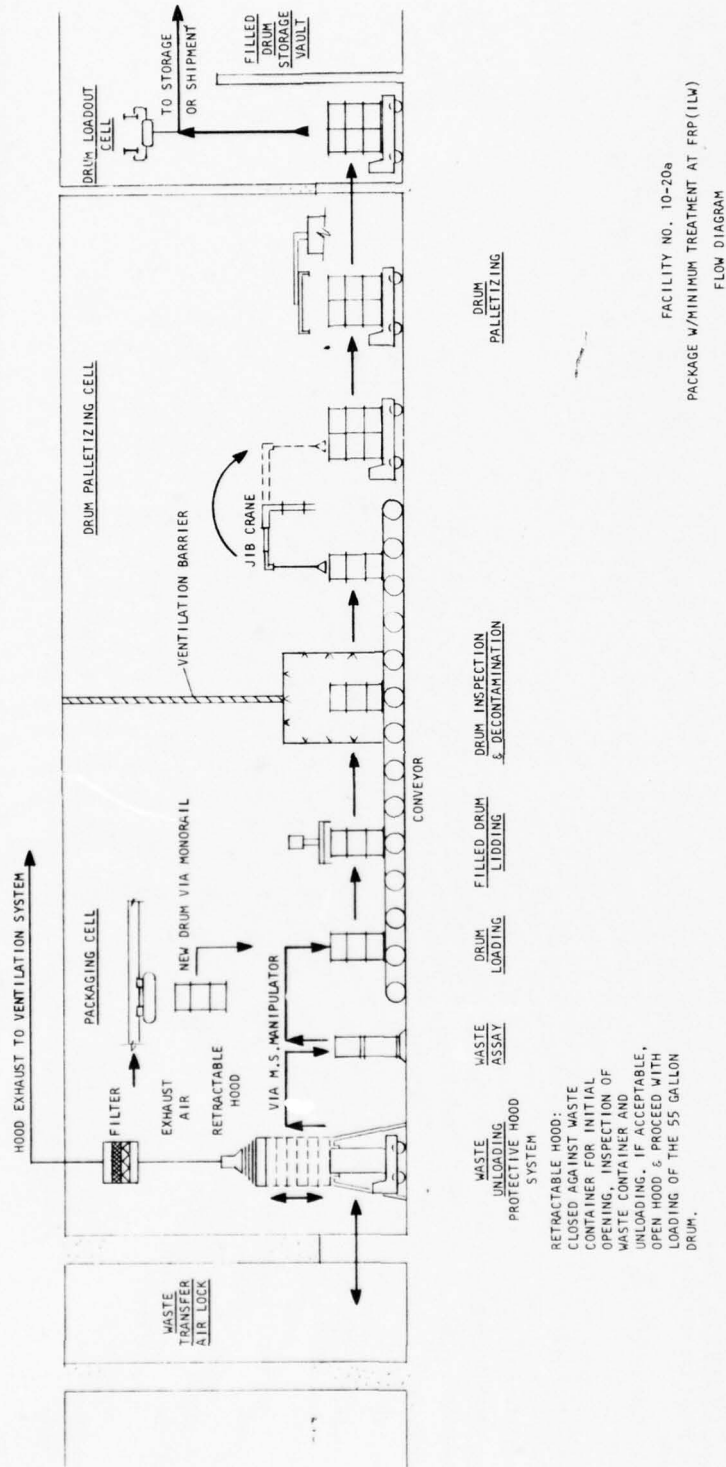 HOOD EXHAUST TO VENTILATION SYSTEM
WASTE
TRANSFER
AIR LOCK
FILTER
EXHAUST
AIR
RETRACTABLE
HOOD
PACKAGING CELL
NEW DRUM VIA MONORAIL
VIA M.S. MANIPULATOR
VENTILATION BARRIER
DRUM PALLETIZING CELL
JIB CRANE
DRUM LOADOUT
CELL
TO STORAGE
OR SHIPMENT
FILLED
DRUM
STORAGE
VAULT
CONVEYOR
WASTE
UNLOADING
PROTECTIVE HOOD
SYSTEM
WASTE
ASSAY
DRUM
LOADING
FILLED DRUM
LIDDING
DRUM INSPECTION
& DECONTAMINATION
DRUM
PALLETIZING
RETRACTABLE HOOD:
CLOSED AGAINST WASTE
CONTAINER FOR INITIAL
OPENING, INSPECTION OF
WASTE CONTAINER AND
UNLOADING. IF ACCEPTABLE,
OPEN HOOD & PROCEED WITH
LOADING OF THE 55 GALLON
DRUM.
FACILITY NO. 10-20a
PACKAGE W/MINIMUM TREATMENT AT FRP(ILW)
FLOW DIAGRAM